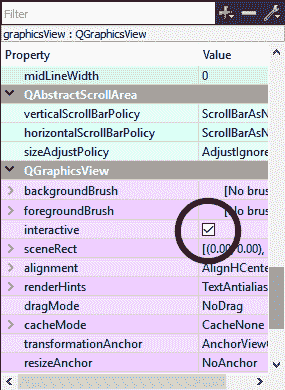 Filter
graphicsView : QGraphicsView
Property Value
midLineWidth 0
QAbstractScrollArea
verticalScrollBarPolicy ScrollBarAsN
horizontalScrollBarPolicy ScrollBarAsN
sizeAdjustPolicy AdjustIgnore
QGraphicsView
backgroundBrush [No brus
foregroundBrush [No brus
interactive
sceneRect [(0.00, 0.00),
alignment AlignHCente
renderHints TextAntialias
dragMode NoDrag
cacheMode CacheNone
transformationAnchor AnchorViewC
resizeAnchor NoAnchor